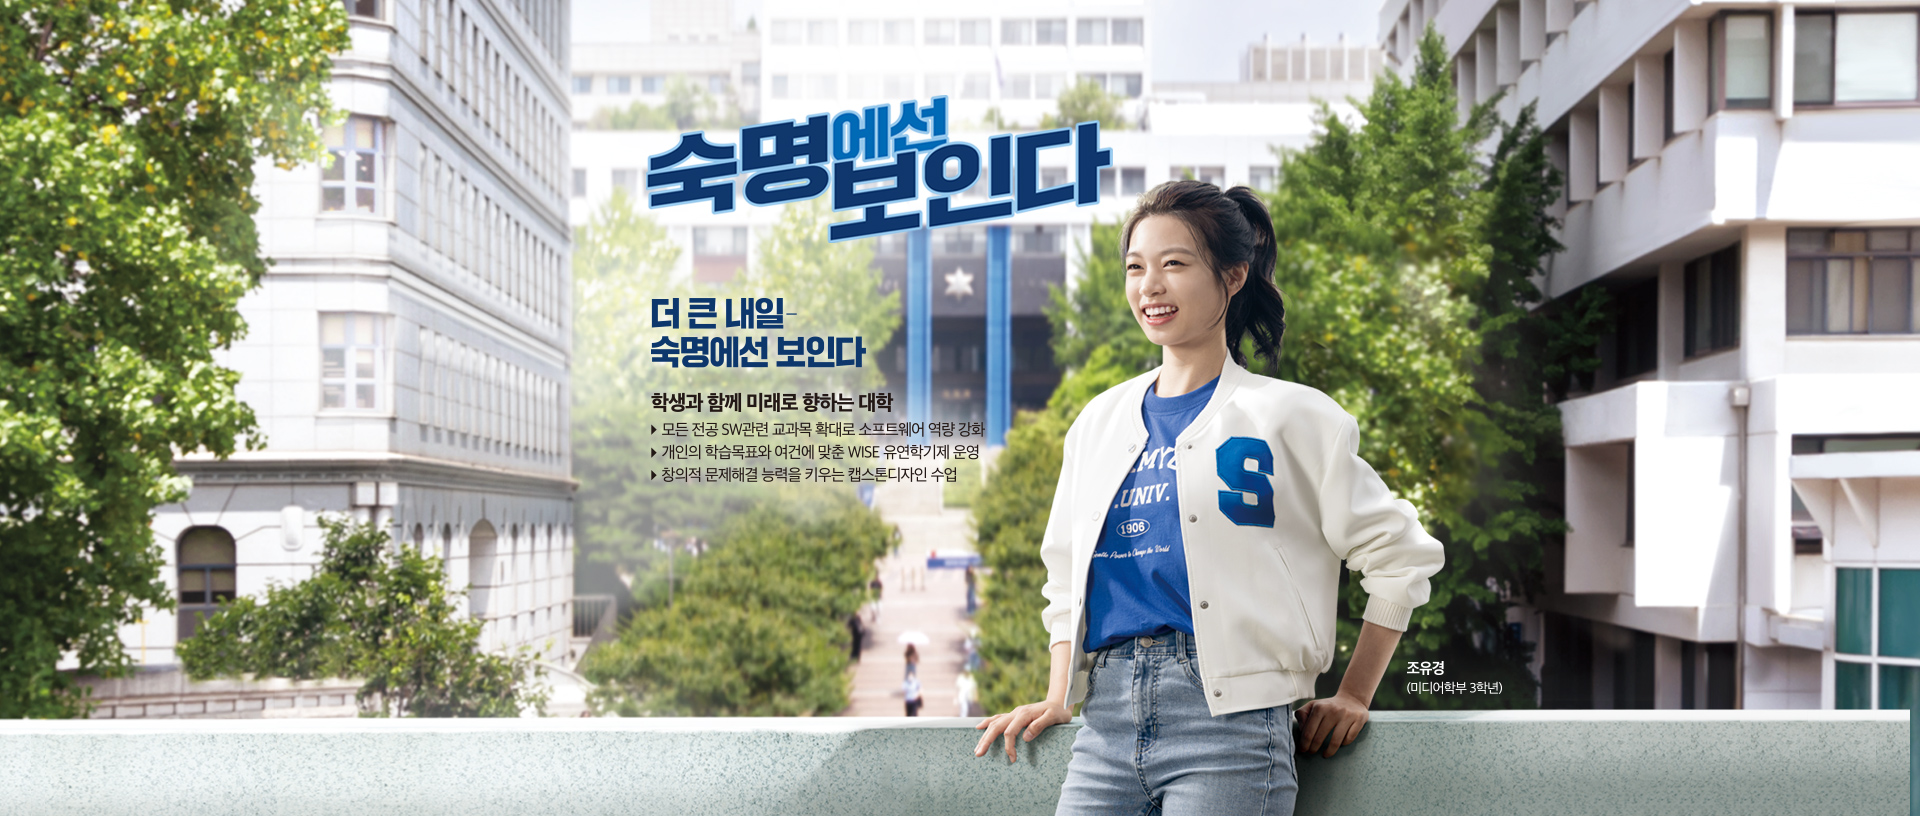 숙명에선
보인다
더 큰 내일-
숙명에선 보인다
학생과 함께 미래로 향하는 대학
모든 전공 SW관련 교과목 확대로 소프트웨어 역량 강화
개인의 학습목표와 여건에 맞춘 WISE 유연학기제 운영
창의적 문제해결 능력을 키우는 캡스톤디자인 수업
S
UNIV.
1906
to Change the World
조유경
(미디어학부 3학년)